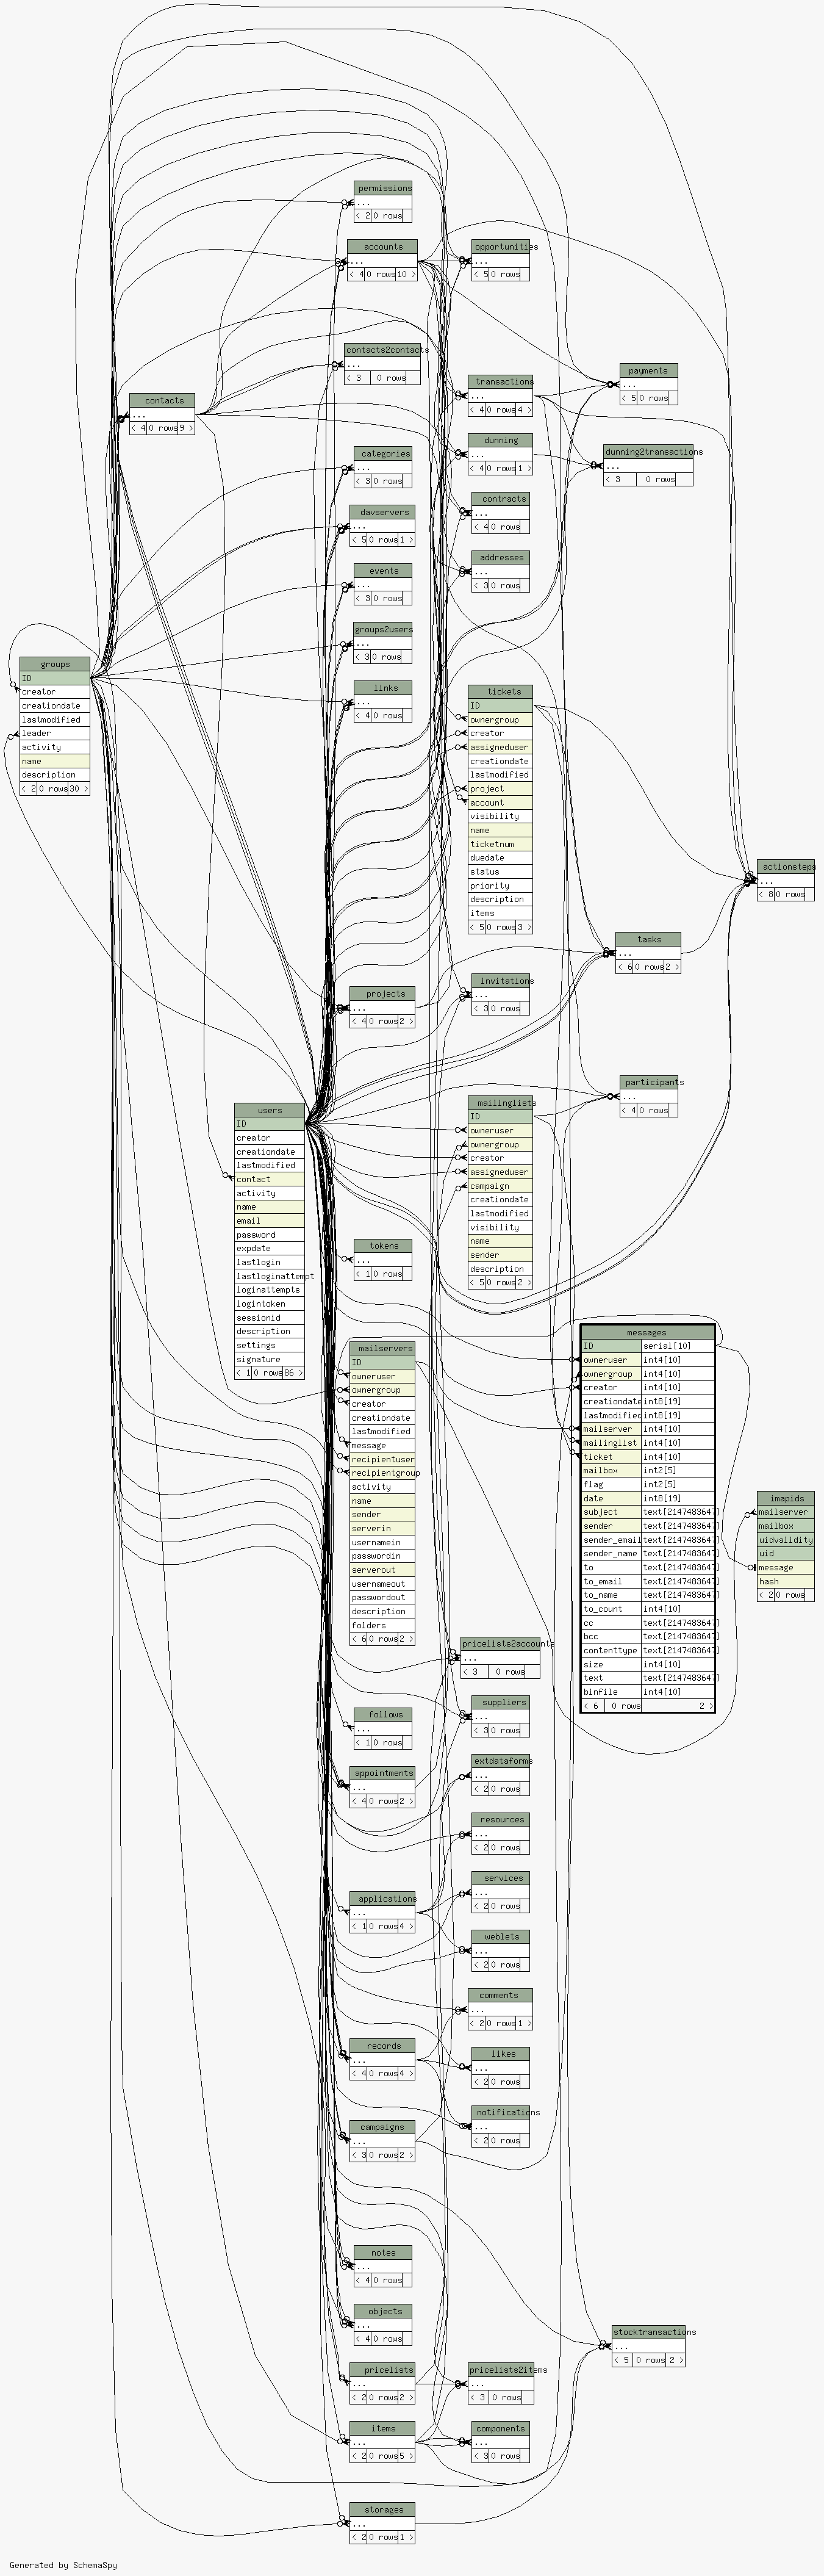 permissions
...
< 2 0 rows
accounts
...
< 4 0 rows 10 >
opportunities
...
< 5 0 rows
contacts2contacts
...
< 3 0 rows
payments
...
< 5 0 rows
transactions
...
< 4 0 rows 4 >
contacts
...
< 4 0 rows 9 >
dunning
...
< 4 0 rows 1 >
dunning2transactions
...
< 3 0 rows
categories
...
< 3 0 rows
contracts
...
< 4 0 rows
davservers
...
< 5 0 rows 1 >
addresses
...
< 3 0 rows
events
...
< 3 0 rows
groups2users
...
< 3 0 rows
groups
ID
creator
creationdate
lastmodified
leader
activity
name
description
< 2 0 rows 30 >
links
...
< 4 0 rows
tickets
ID
ownergroup
creator
assigneduser
creationdate
lastmodified
project
account
visibility
name
ticketnum
duedate
status
priority
description
items
< 5 0 rows 3 >
actionsteps
...
< 8 0 rows
tasks
...
< 6 0 rows 2 >
invitations
...
< 3 0 rows
projects
...
< 4 0 rows 2 >
participants
...
< 4 0 rows
users
ID
creator
creationdate
lastmodified
contact
activity
name
email
password
expdate
lastlogin
lastloginattempt
loginattempts
logintoken
sessionid
description
settings
signature
< 1 0 rows 86 >
mailinglists
ID
owneruser
ownergroup
creator
assigneduser
campaign
creationdate
lastmodified
visibility
name
sender
description
< 5 0 rows 2 >
tokens
...
< 1 0 rows
mailservers
ID
owneruser
ownergroup
creator
creationdate
lastmodified
message
recipientuser
recipientgroup
activity
name
sender
serverin
usernamein
passwordin
serverout
usernameout
passwordout
description
folders
< 6 0 rows 2 >
messages
ID serial[10]
owneruser int4[10]
ownergroup int4[10]
creator int4[10]
creationdate int8[19]
lastmodified int8[19]
mailserver int4[10]
mailinglist int4[10]
ticket int4[10]
mailbox int2[5]
flag int2[5]
date int8[19]
subject text[2147483647]
sender text[2147483647]
sender_email text[2147483647]
sender_name text[2147483647]
to text[2147483647]
to_email text[2147483647]
to_name text[2147483647]
to_count int4[10]
cc text[2147483647]
bcc text[2147483647]
contenttype text[2147483647]
size int4[10]
text text[2147483647]
binfile int4[10]
< 6 0 rows 2 >
imapids
mailserver
mailbox
uidvalidity
uid
message
hash
< 2 0 rows
pricelists2accounts
...
< 3 0 rows
suppliers
...
< 3 0 rows
follows
...
< 1 0 rows
extdataforms
...
< 2 0 rows
appointments
...
< 4 0 rows 2 >
resources
...
< 2 0 rows
services
...
< 2 0 rows
applications
...
< 1 0 rows 4 >
weblets
...
< 2 0 rows
comments
...
< 2 0 rows 1 >
records
...
< 4 0 rows 4 >
likes
...
< 2 0 rows
notifications
...
< 2 0 rows
campaigns
...
< 3 0 rows 2 >
notes
...
< 4 0 rows
objects
...
< 4 0 rows
stocktransactions
...
< 5 0 rows 2 >
pricelists
...
< 2 0 rows 2 >
pricelists2items
...
< 3 0 rows
items
...
< 2 0 rows 5 >
components
...
< 3 0 rows
storages
...
< 2 0 rows 1 >
Generated by SchemaSpy